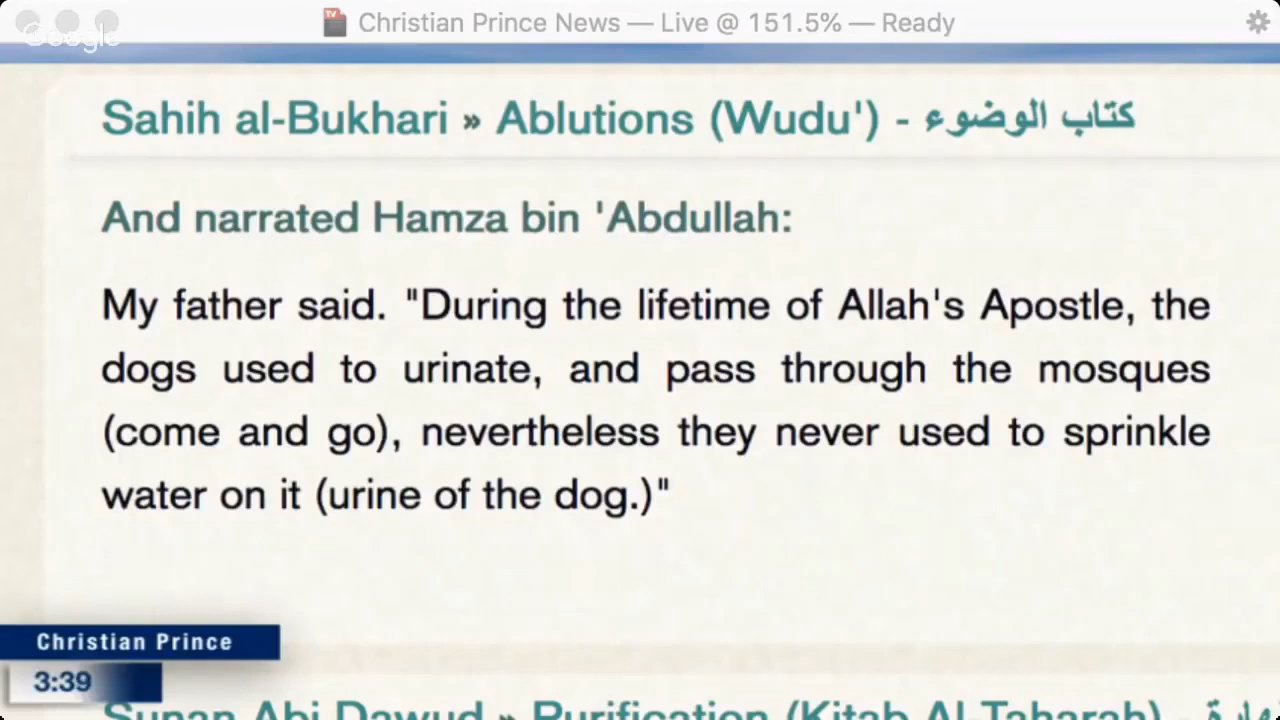 Christian Prince News — Live @ 151.5% — Ready
Google
Sahih al-Bukhari » Ablutions (Wudu') - كتاب الوضوء
And narrated Hamza bin 'Abdullah:
My father said. "During the lifetime of Allah's Apostle, the
dogs used to urinate, and pass through the mosques
(come and go), nevertheless they never used to sprinkle
water on it (urine of the dog.)"
Christian Prince
3:39
Sunan Abi Dawud » Purification (Kitab Al-Taharah) -